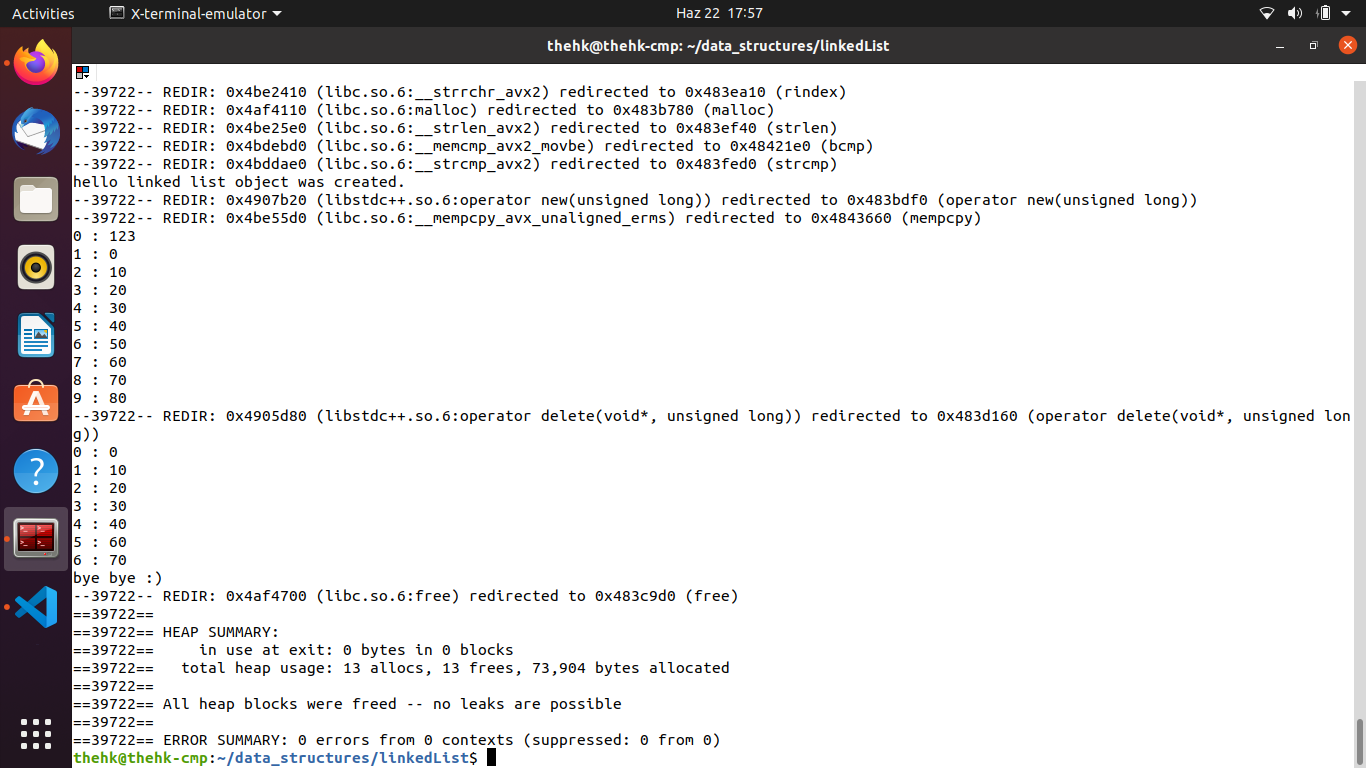 Activities
X-terminal-emulator
Haz 22 17:57
thehk@thehk-cmp: ~/data_structures/linkedList
--39722-- REDIR: 0x4be2410 (libc.so.6:__strrchr_avx2) redirected to 0x483ea10 (rindex)
--39722-- REDIR: 0x4af4110 (libc.so.6:malloc) redirected to 0x483b780 (malloc)
--39722-- REDIR: 0x4be25e0 (libc.so.6:__strlen_avx2) redirected to 0x483ef40 (strlen)
--39722-- REDIR: 0x4bdebd0 (libc.so.6:__memcmp_avx2_movbe) redirected to 0x48421e0 (bcmp)
--39722-- REDIR: 0x4bddae0 (libc.so.6:__strcmp_avx2) redirected to 0x483fed0 (strcmp)
hello linked list object was created.
--39722-- REDIR: 0x4907b20 (libstdc++.so.6:operator new(unsigned long)) redirected to 0x483bdf0 (operator new(unsigned long))
--39722-- REDIR: 0x4be55d0 (libc.so.6:__mempcpy_avx_unaligned_erms) redirected to 0x4843660 (mempcpy)
0 : 123
1 : 0
2 : 10
3 : 20
4 : 30
5 : 40
6 : 50
7 : 60
8 : 70
9 : 80
--39722-- REDIR: 0x4905d80 (libstdc++.so.6:operator delete(void*, unsigned long)) redirected to 0x483d160 (operator delete(void*, unsigned lon
g))
0 : 0
1 : 10
2 : 20
3 : 30
4 : 40
5 : 60
6 : 70
bye bye :)
--39722-- REDIR: 0x4af4700 (libc.so.6:free) redirected to 0x483c9d0 (free)
==39722==
==39722== HEAP SUMMARY:
==39722==     in use at exit: 0 bytes in 0 blocks
==39722==   total heap usage: 13 allocs, 13 frees, 73,904 bytes allocated
==39722==
==39722== All heap blocks were freed -- no leaks are possible
==39722==
==39722== ERROR SUMMARY: 0 errors from 0 contexts (suppressed: 0 from 0)
thehk@thehk-cmp:~/data_structures/linkedList$